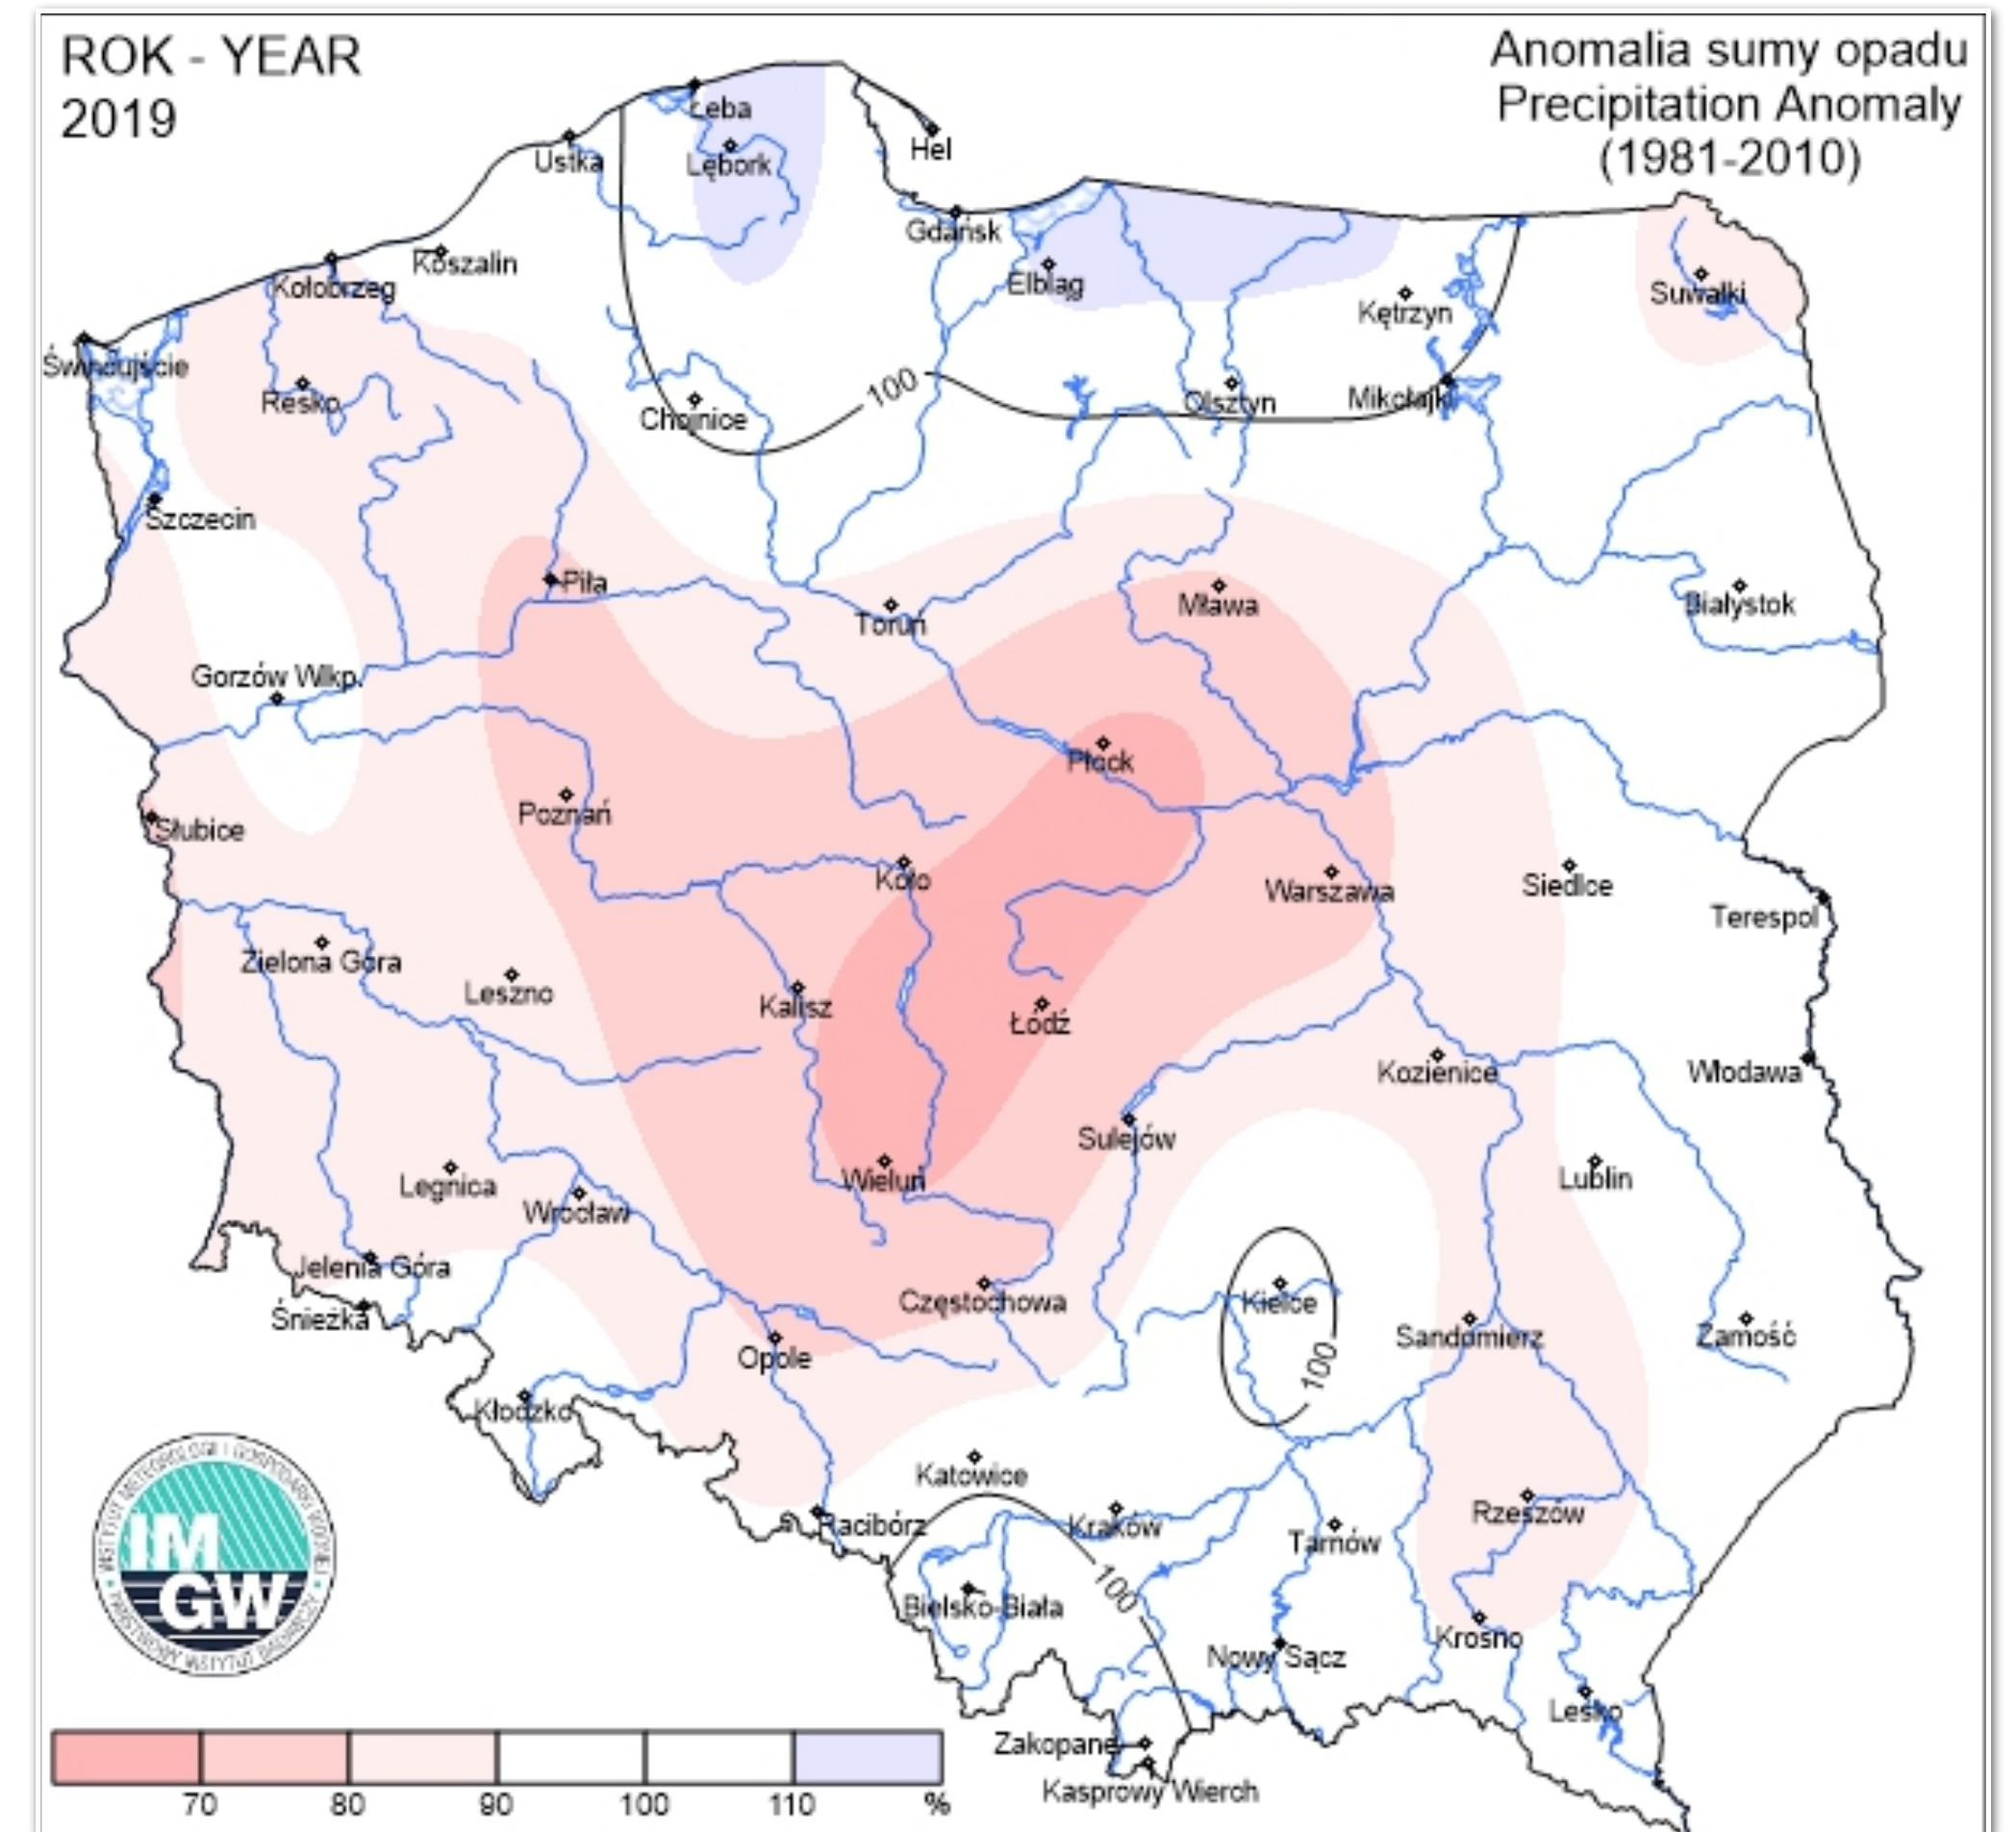 ROK - YEAR
2019
Anomalia sumy opadu
Precipitation Anomaly
(1981-2010)
Łeba
Hel
Ustka
Lębork
Gdańsk
Koszalin
Elbląg
Kołobrzeg
Suwałki
Kętrzyn
Świnoujście
Resko
100
Olsztyn
Mikołajki
Chojnice
Szczecin
Piła
Mława
Białystok
Toruń
Gorzów Wlkp.
Płock
Poznań
Słubice
Koło
Warszawa
Siedlce
Terespol
Zielona Góra
Leszno
Kalisz
Łódź
Kozienice
Włodawa
Sulejów
Legnica
Wieluń
Lublin
Wrocław
Jelenia Góra
Częstochowa
Kielce
Śnieżka
Sandomierz
Zamość
Opole
100
Kłodzko
Katowice
Rzeszów
Racibórz
Kraków
Tarnów
IM
GW
100
Bielsko-Biała
Krosno
Nowy Sącz
Lesko
Zakopane
Kasprowy Wierch
70 80 90 100 110 %